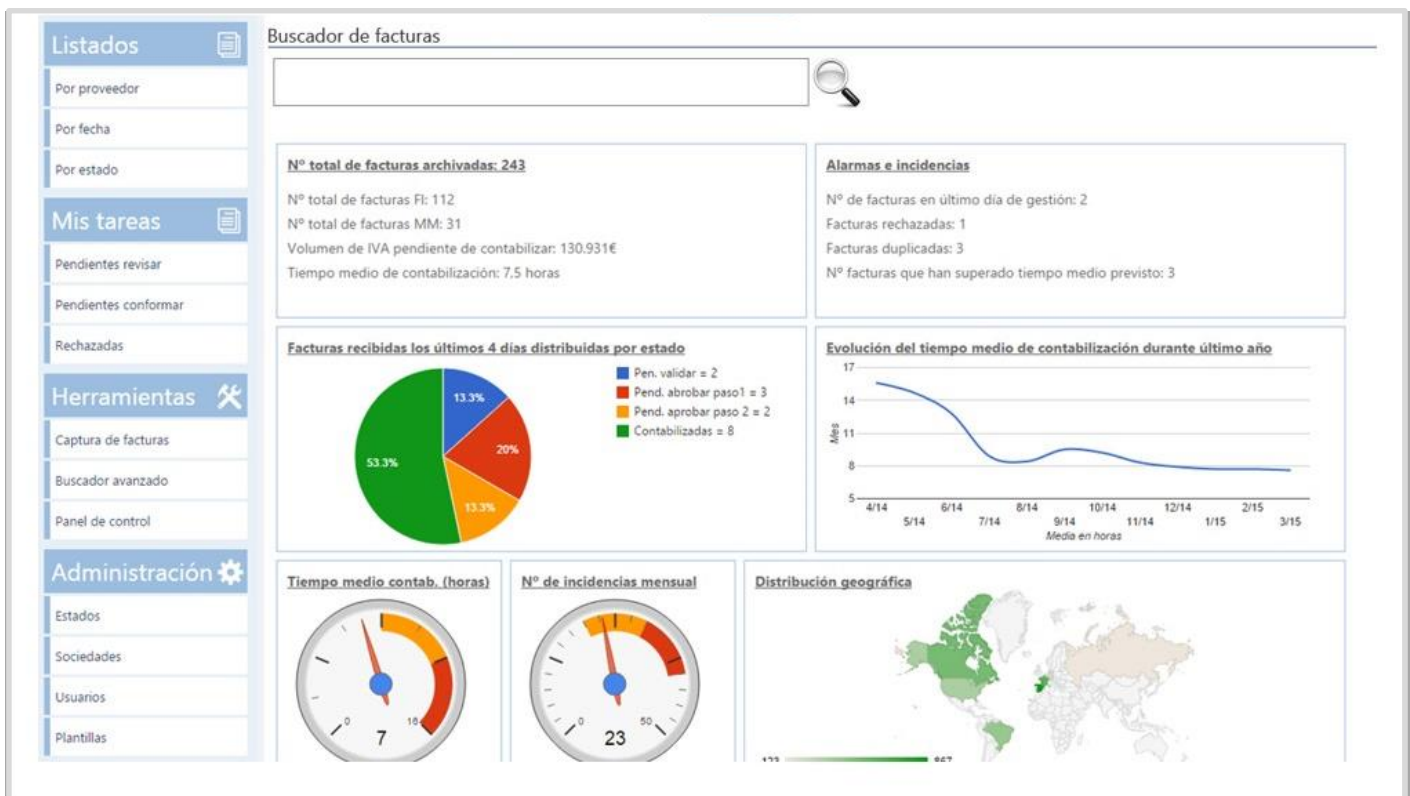 Listados
Por proveedor
Por fecha
Por estado
Mis tareas
Pendientes revisar
Pendientes conformar
Rechazadas
Herramientas
Captura de facturas
Buscador avanzado
Panel de control
Administración
Estados
Sociedades
Usuarios
Plantillas
Buscador de facturas
Nº total de facturas archivadas: 243
Nº total de facturas FI: 112
Nº total de facturas MM: 31
Volumen de IVA pendiente de contabilizar: 130.931€
Tiempo medio de contabilización: 7,5 horas
Alarmas e incidencias
Nº de facturas en último día de gestión: 2
Facturas rechazadas: 1
Facturas duplicadas: 3
Nº facturas que han superado tiempo medio previsto: 3
Facturas recibidas los últimos 4 días distribuidas por estado
13.3%
20%
13.3%
53.3%
Pen. validar = 2
Pend. abrobar paso1 = 3
Pend. aprobar paso 2 = 2
Contabilizadas = 8
Evolución del tiempo medio de contabilización durante último año
17
14
11
8
5
Mes
4/14 5/14 6/14 7/14 8/14 9/14 10/14 11/14 12/14 1/15 2/15 3/15
Media en horas
Tiempo medio contab. (horas)
0 16
7
Nº de incidencias mensual
0 50
23
Distribución geográfica
123 867